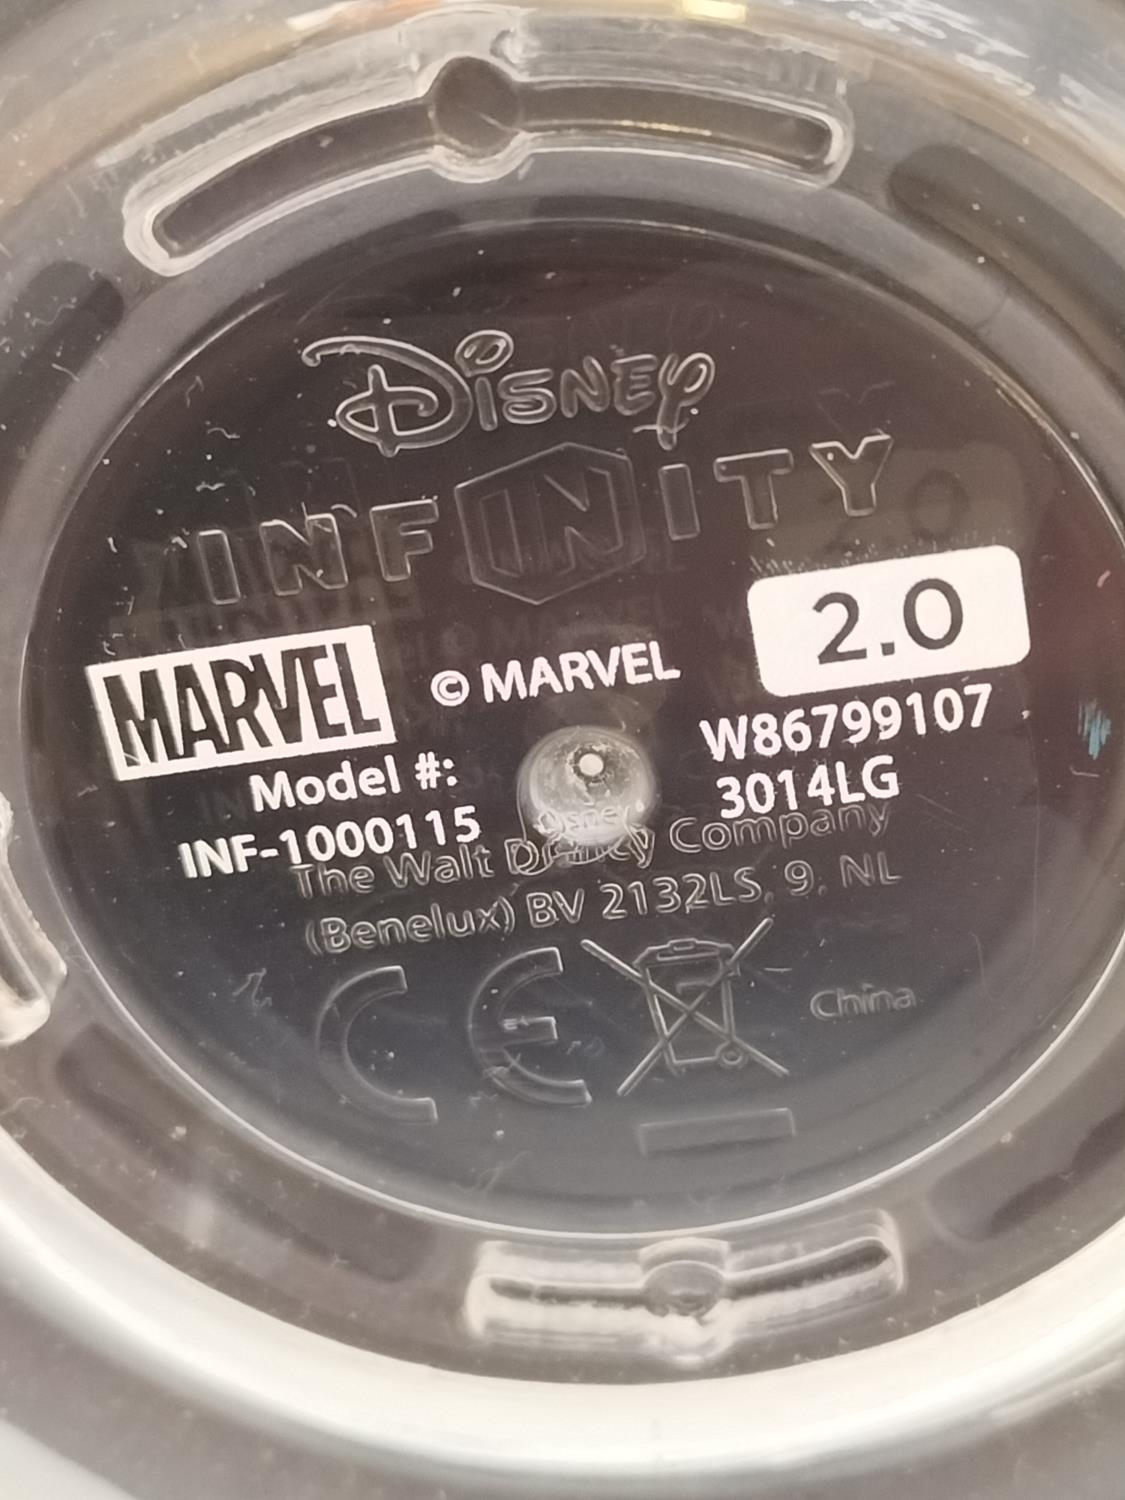 Disney
INFINITY
2.0
MARVEL
© MARVEL
W86799107
Model #:
3014LG
INF-1000115
The Walt Disney Company
(Benelux) BV 2132LS, 9, NL
CE
China